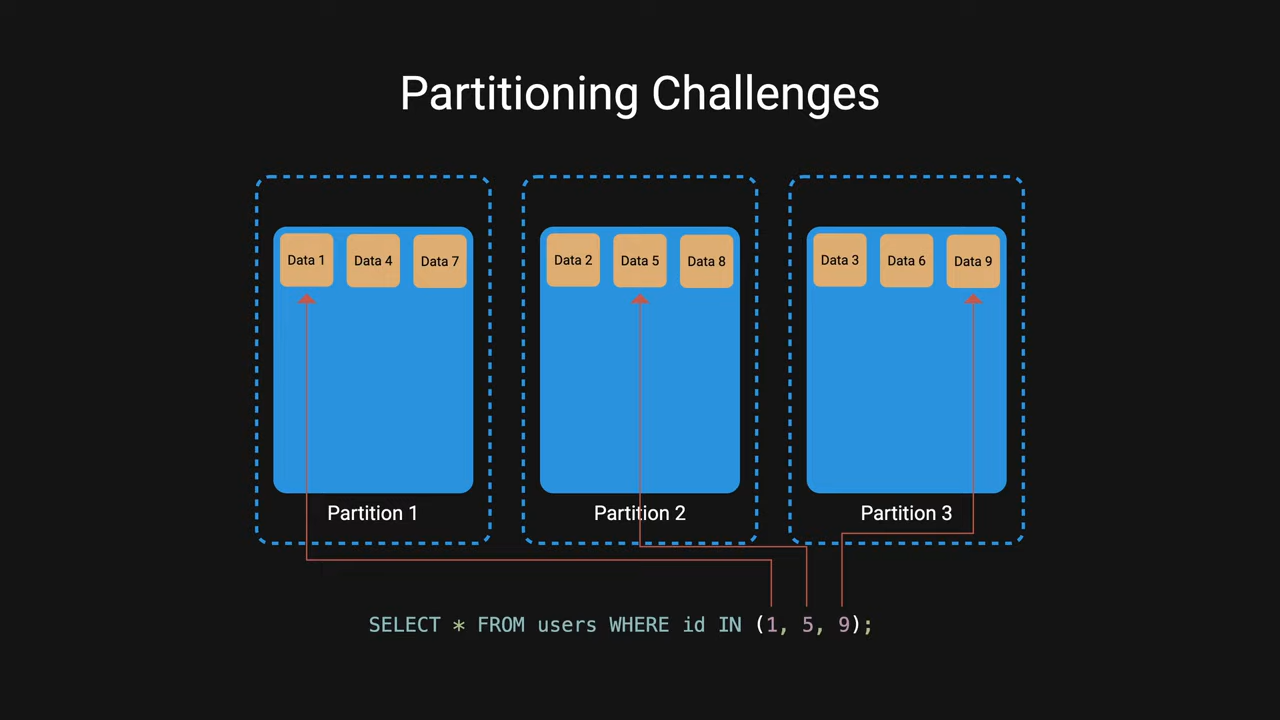 Partitioning Challenges
Data 1 Data 4 Data 7
Data 2 Data 5 Data 8
Data 3 Data 6 Data 9
Partition 1
Partition 2
Partition 3
SELECT * FROM users WHERE id IN (1, 5, 9);